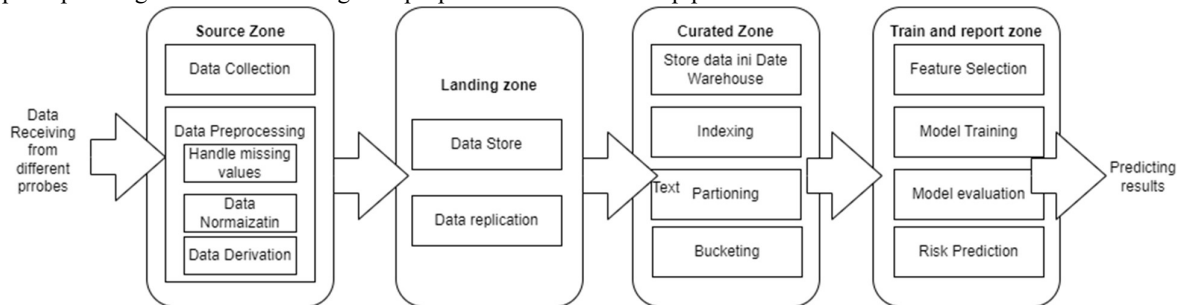 Source Zone
Data Collection
Data Preprocessing
Handle missing
values
Data
Normaizatin
Data Derivation
Data
Receiving
from
different
prrobes
Landing zone
Data Store
Data replication
Curated Zone
Store data ini Date
Warehouse
Indexing
Text
Partioning
Bucketing
Train and report zone
Feature Selection
Model Training
Model evaluation
Risk Prediction
Predicting
results